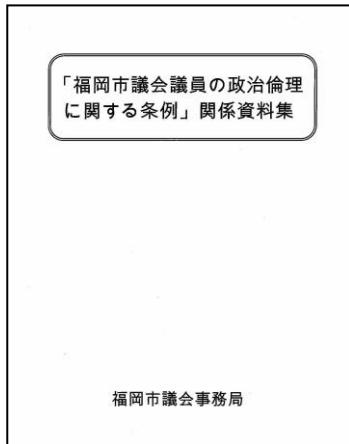 「福岡市議会議員の政治倫理
に関する条例」関係資料集
福岡市議会事務局